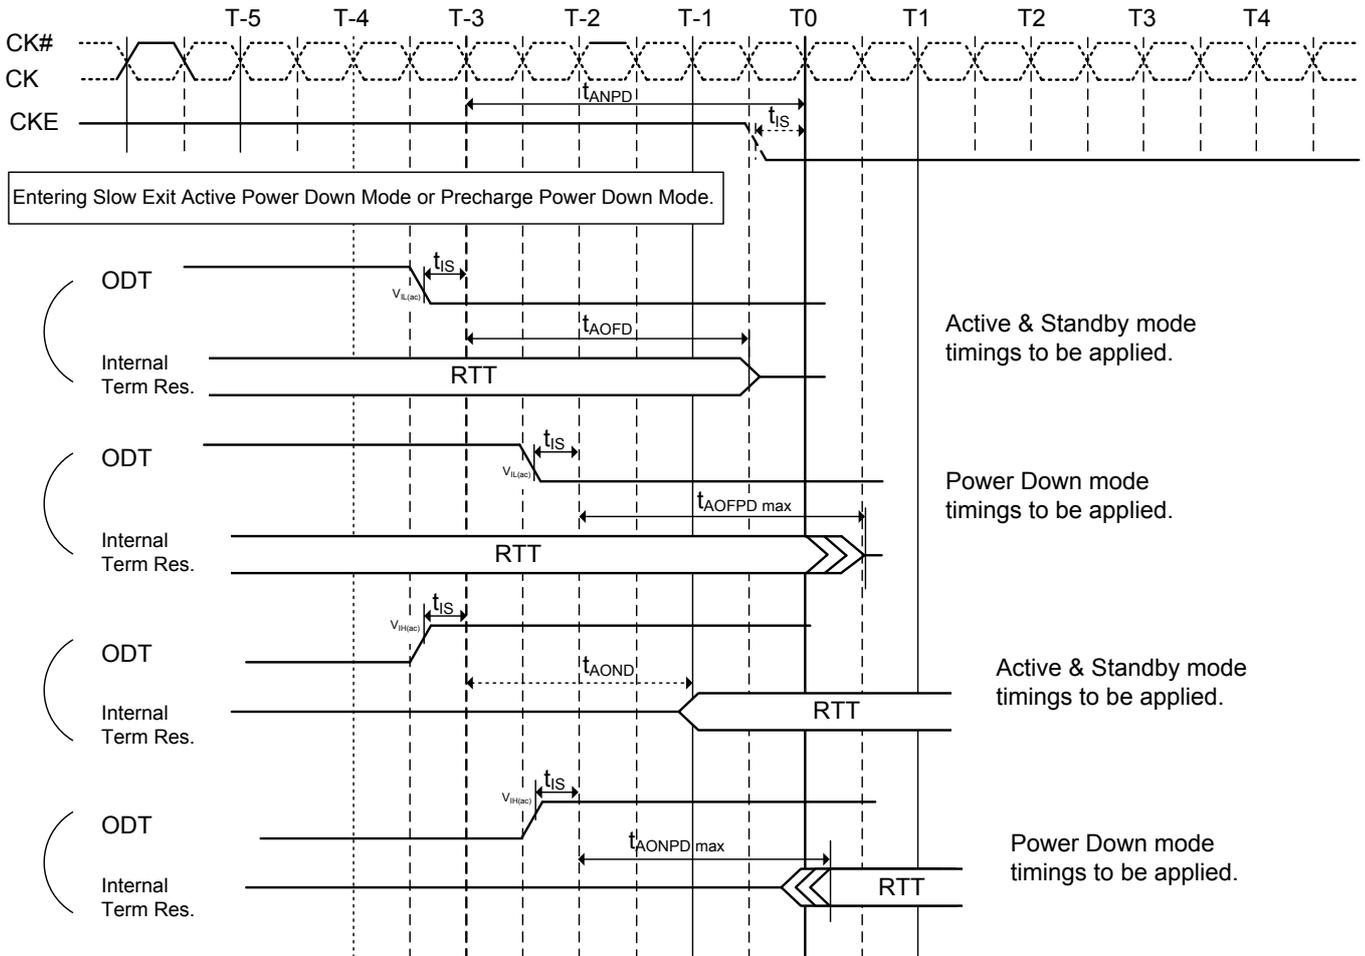 T-5 T-4 T-3 T-2 T-1 T0 T1 T2 T3 T4
CK#
CK
tANPD
CKE
tIS
Entering Slow Exit Active Power Down Mode or Precharge Power Down Mode.
tIS
ODT
VIL(ac)
tAOFD
Active & Standby mode
timings to be applied.
Internal
Term Res.
RTT
tIS
ODT
VIL(ac)
Power Down mode
timings to be applied.
tAOFPD max
Internal
Term Res.
RTT
tIS
VIH(ac)
ODT
tAOND
Active & Standby mode
timings to be applied.
Internal
Term Res.
RTT
tIS
VIH(ac)
ODT
tAONPD max
Power Down mode
timings to be applied.
Internal
Term Res.
RTT